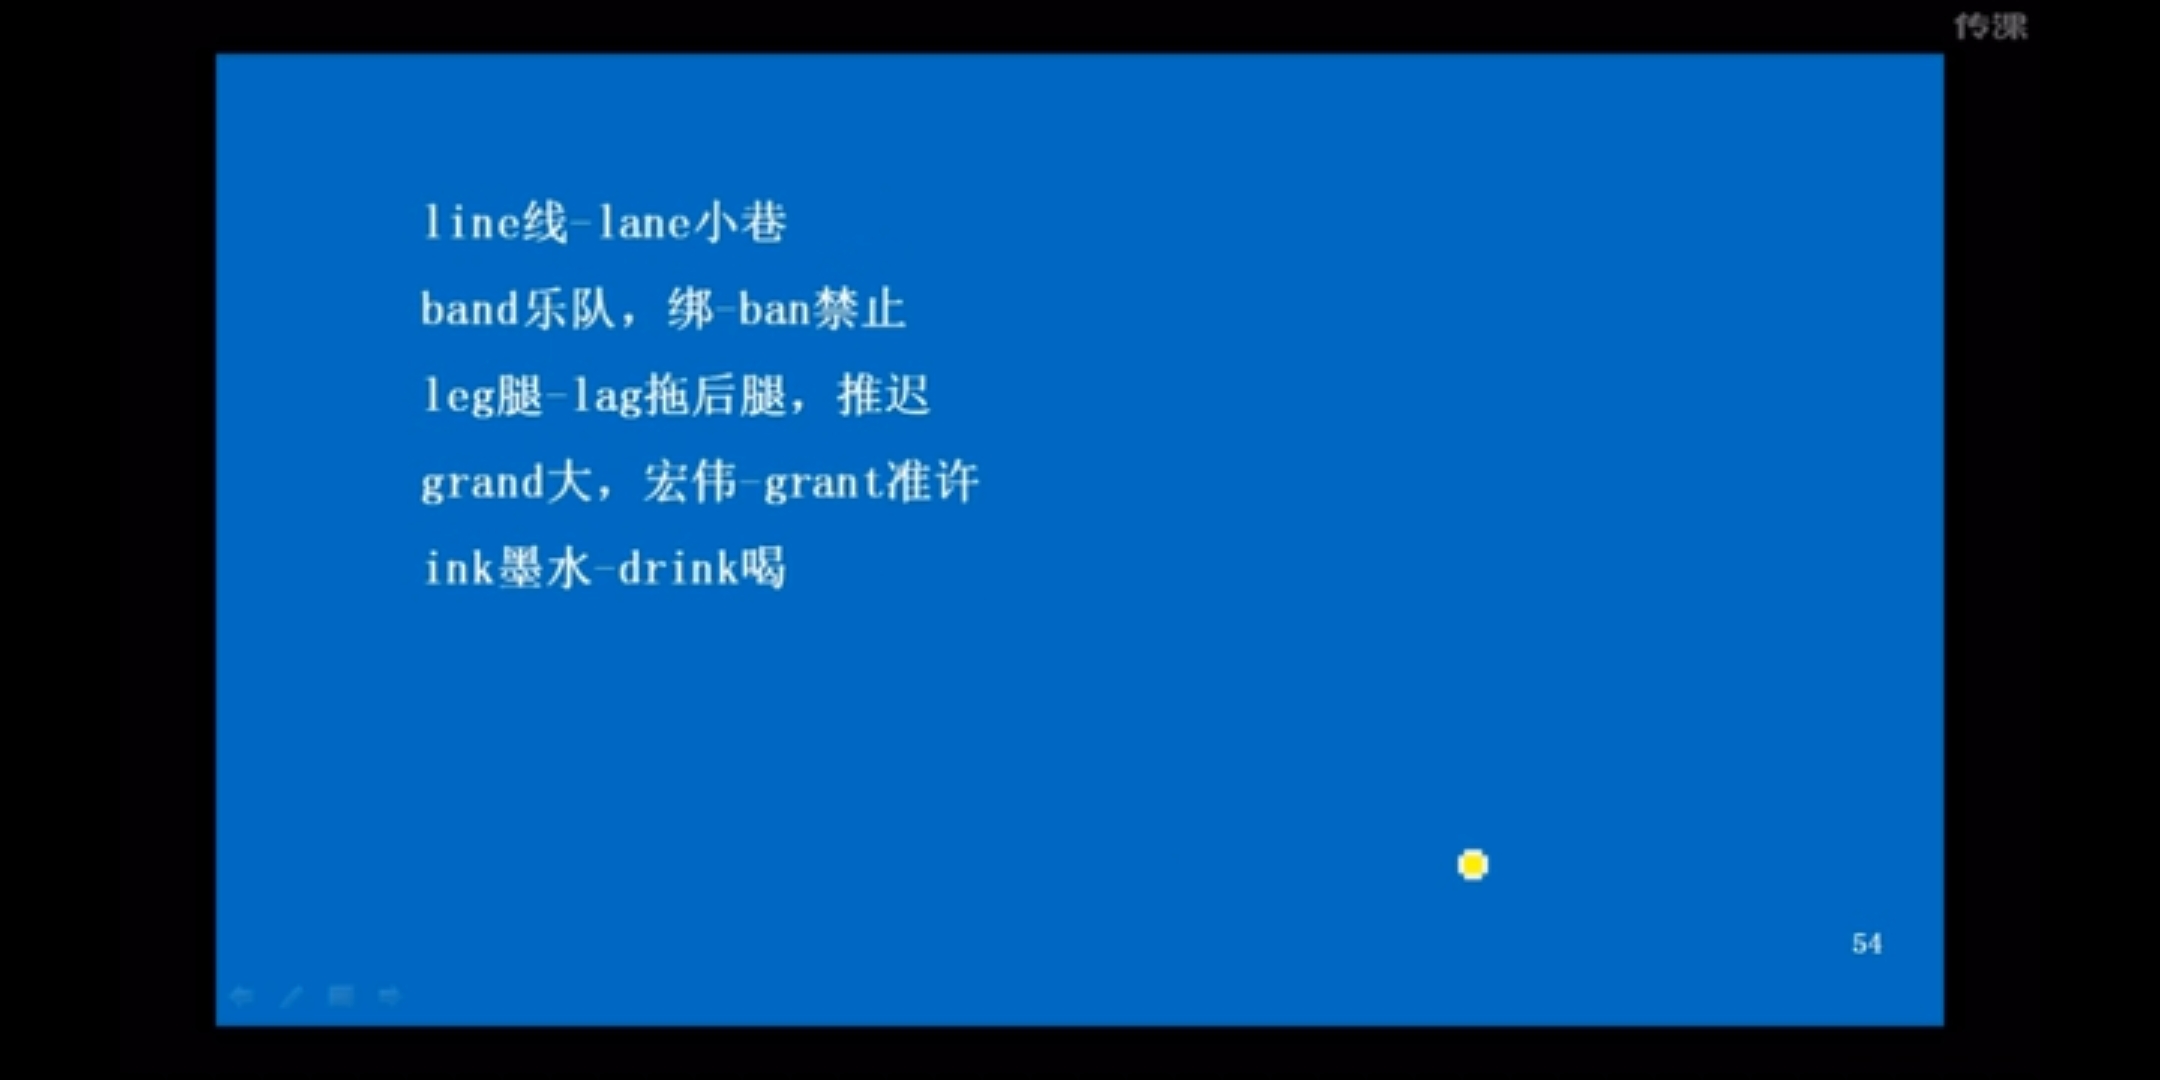 传课
line线-lane小巷
band乐队，绑-ban禁止
leg腿-lag拖后腿，推迟
grand大，宏伟-grant准许
ink墨水-drink喝
54